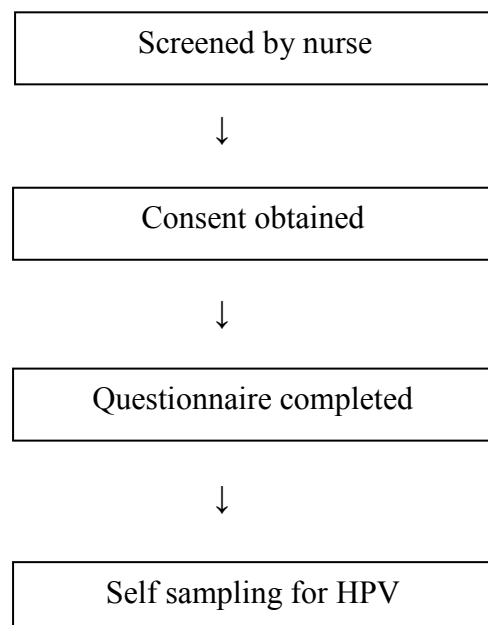 Screened by nurse
↓
Consent obtained
↓
Questionnaire completed
↓
Self sampling for HPV